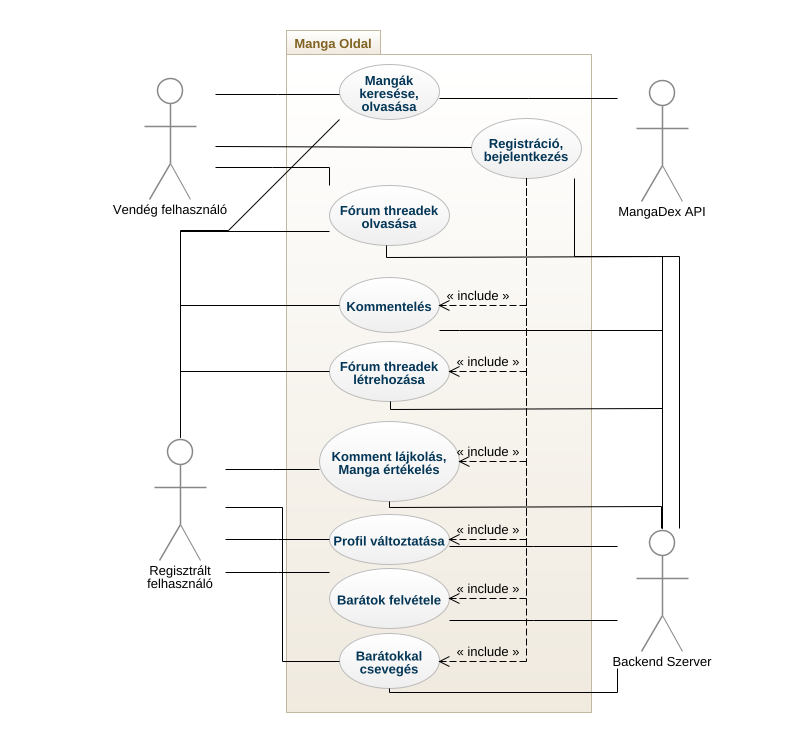 Manga Oldal
Mangák
keresése,
olvasása
Registráció,
bejelentkezés
Vendég felhasználó
MangaDex API
Fórum threadek
olvasása
« include »
Kommentelés
« include »
Fórum threadek
létrehozása
« include »
Komment lájkolás,
Manga értékelés
« include »
Profil változtatása
Regisztrált
felhasználó
« include »
Barátok felvétele
« include »
Barátokkal
csevegés
Backend Szerver